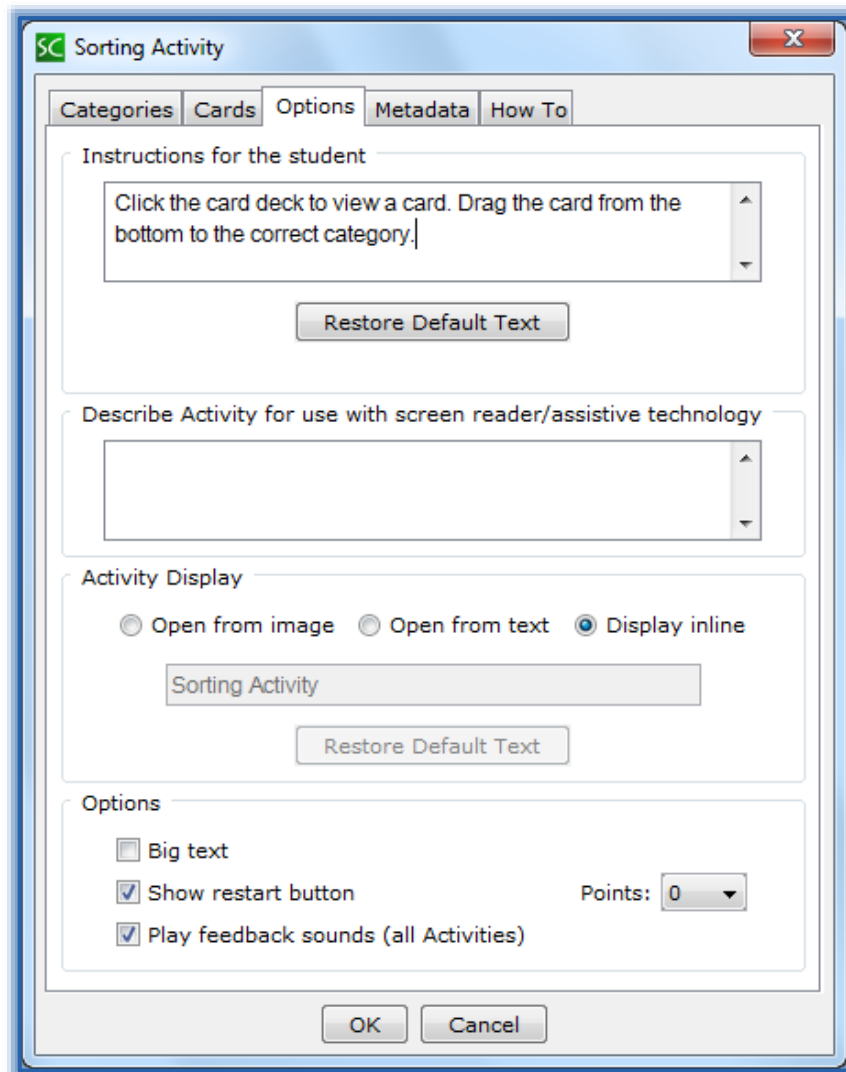 SC Sorting Activity
X
Categories Cards Options Metadata How To
Instructions for the student
Click the card deck to view a card. Drag the card from the
bottom to the correct category.
Restore Default Text
Describe Activity for use with screen reader/assistive technology
Activity Display
Open from image Open from text Display inline
Sorting Activity
Restore Default Text
Options
Big text
Show restart button Points: 0
Play feedback sounds (all Activities)
OK Cancel